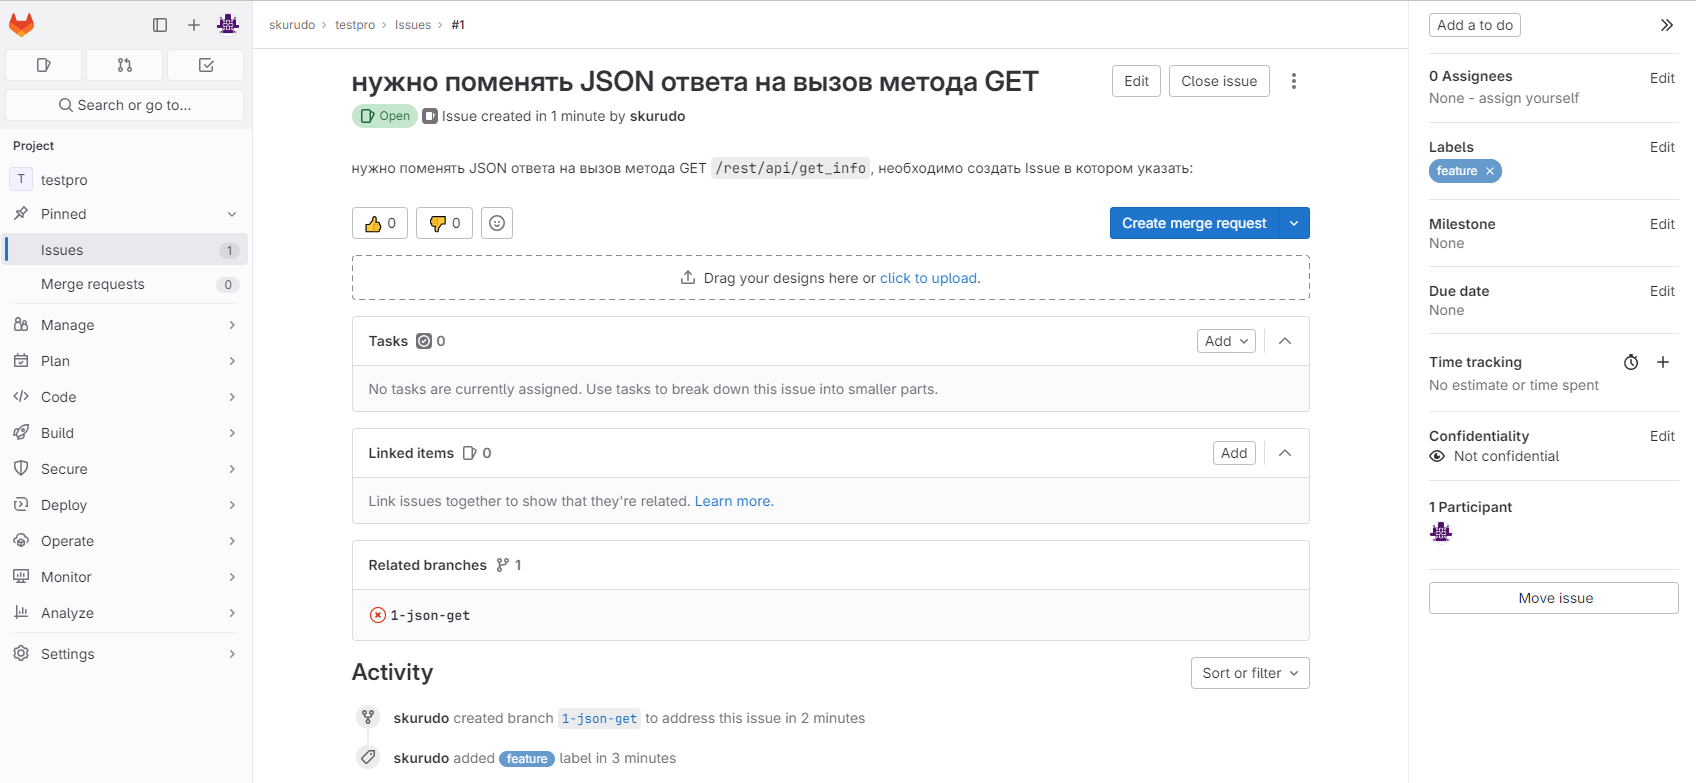 skurudo › testpro › Issues › #1
Search or go to...
Project
T testpro
Pinned
Issues 1
Merge requests 0
Manage
Plan
Code
Build
Secure
Deploy
Operate
Monitor
Analyze
Settings
нужно поменять JSON ответа на вызов метода GET
Edit
Close issue
Open Issue created in 1 minute by skurudo
нужно поменять JSON ответа на вызов метода GET /rest/api/get_info, необходимо создать Issue в котором указать:
0 0
Create merge request
Drag your designs here or click to upload.
Tasks 0
Add
No tasks are currently assigned. Use tasks to break down this issue into smaller parts.
Linked items 0
Add
Link issues together to show that they're related. Learn more.
Related branches 1
1-json-get
Activity
Sort or filter
skurudo created branch 1-json-get to address this issue in 2 minutes
skurudo added feature label in 3 minutes
Add a to do
0 Assignees Edit
None - assign yourself
Labels Edit
feature ×
Milestone Edit
None
Due date Edit
None
Time tracking
No estimate or time spent
Confidentiality Edit
Not confidential
1 Participant
Move issue